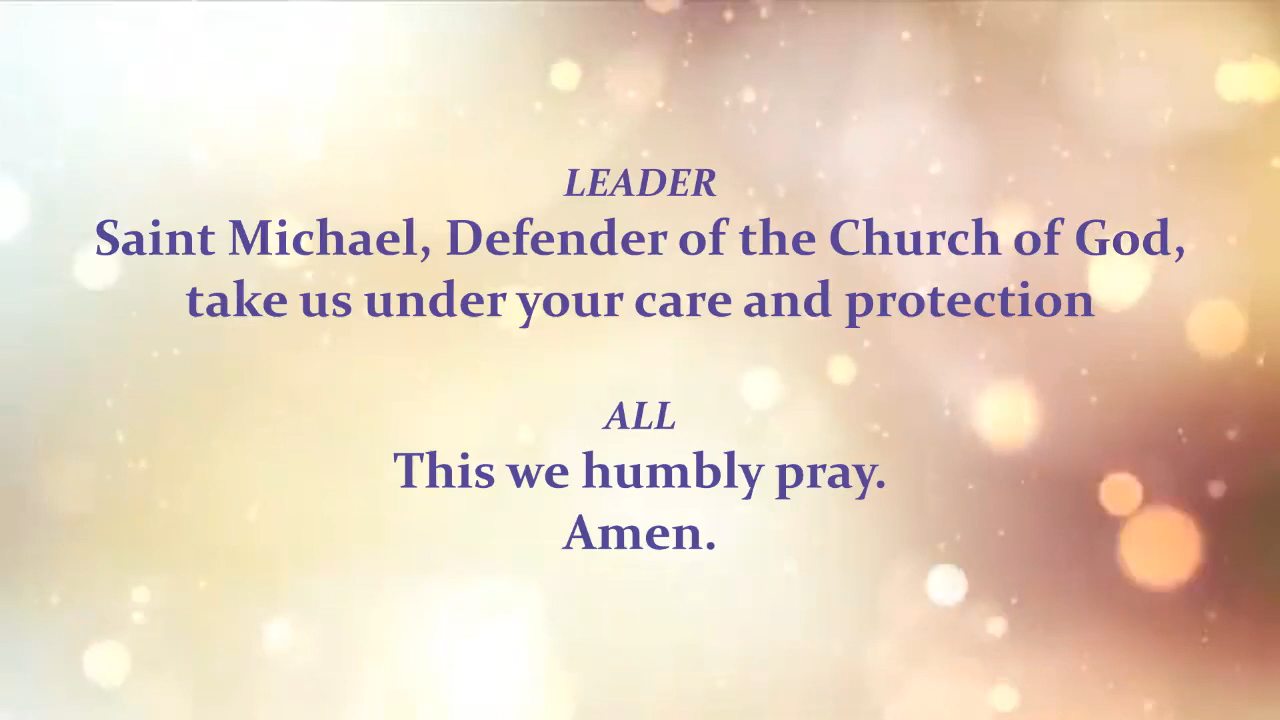 LEADER
Saint Michael, Defender of the Church of God,
take us under your care and protection
ALL
This we humbly pray.
Amen.